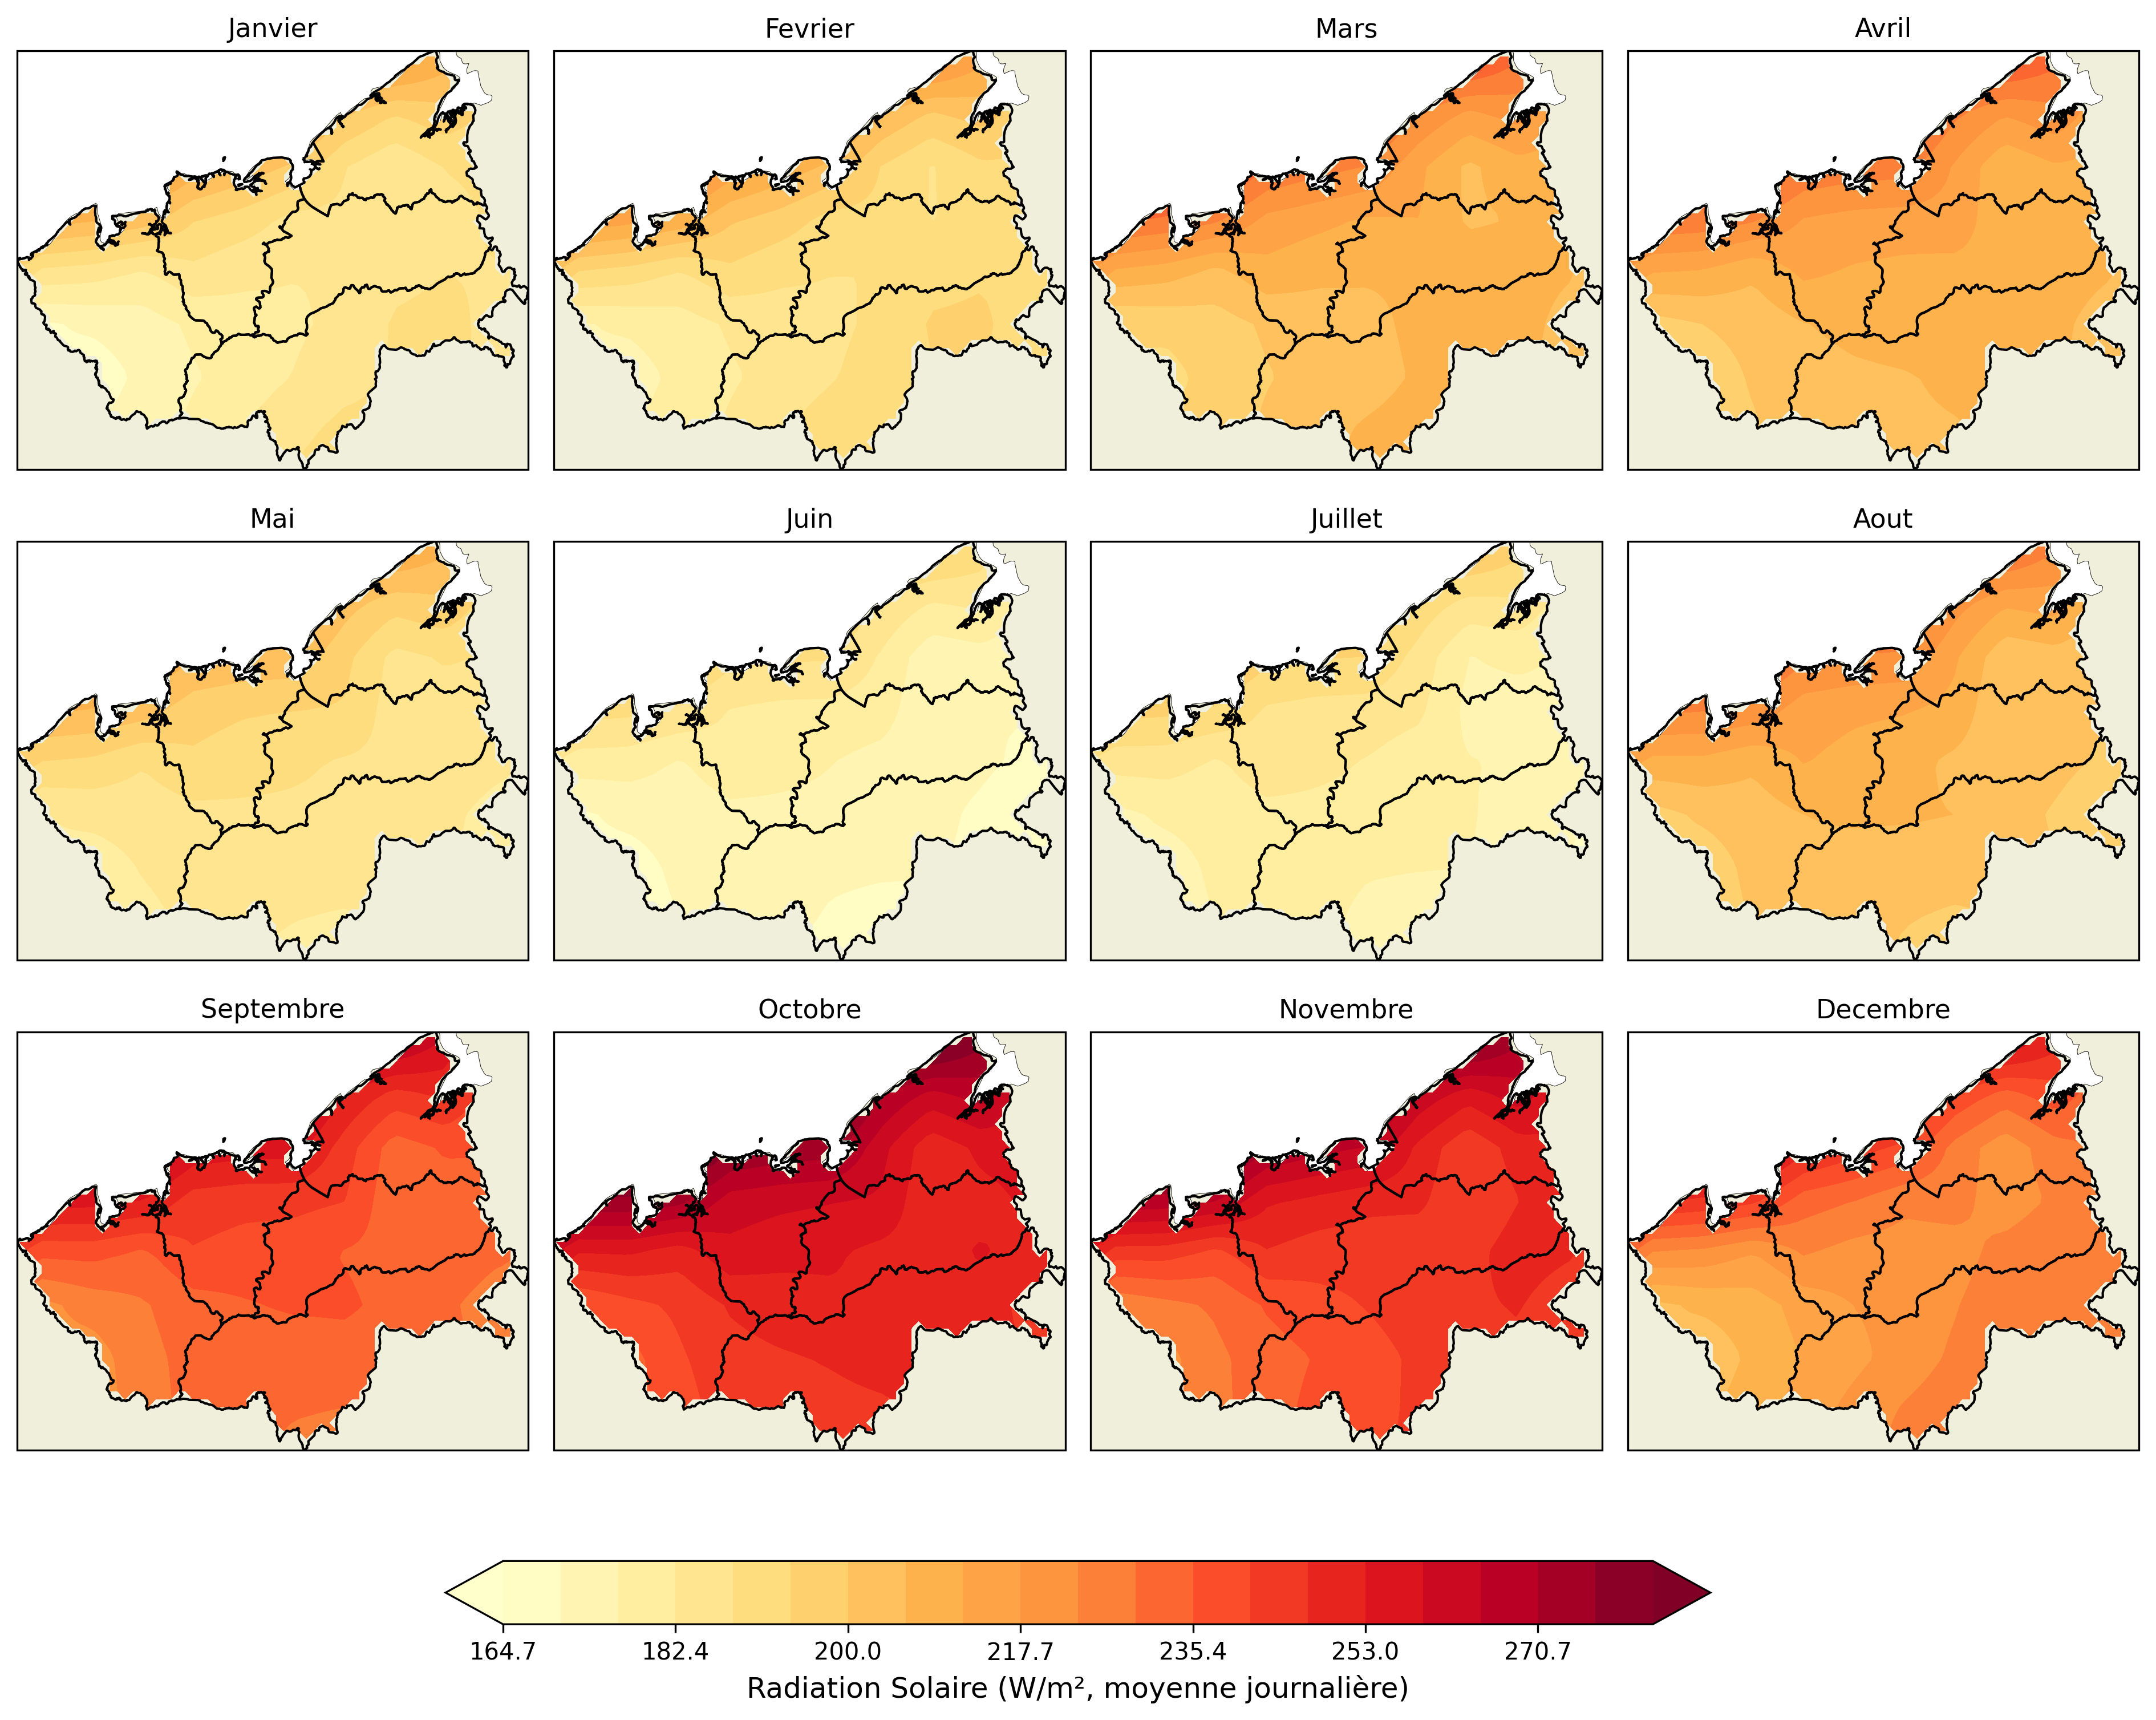 Janvier
Fevrier
Mars
Avril
Mai
Juin
Juillet
Aout
Septembre
Octobre
Novembre
Decembre
164.7 182.4 200.0 217.7 235.4 253.0 270.7
Radiation Solaire (W/m², moyenne journalière)